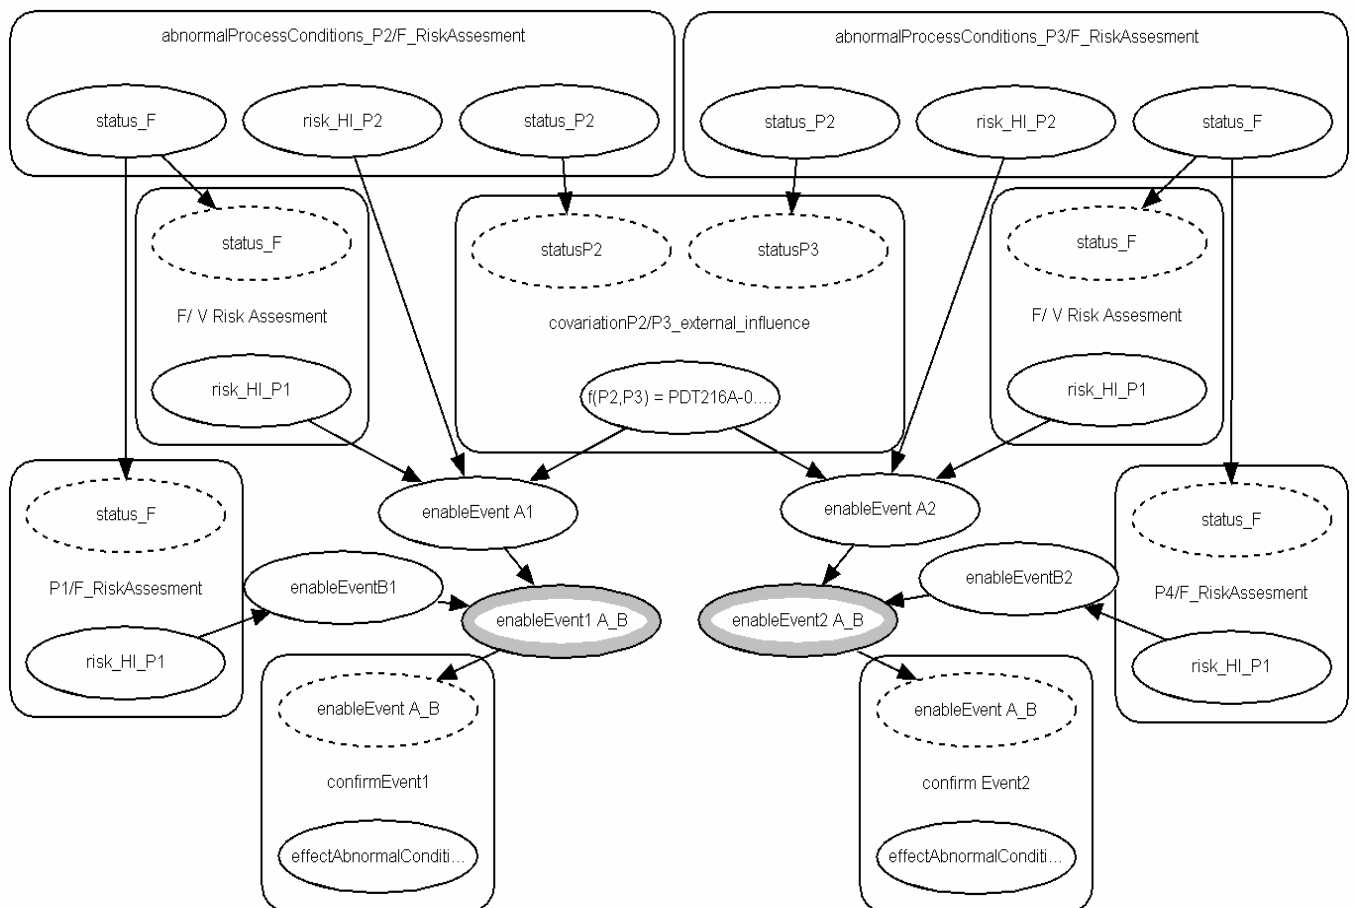 abnormalProcessConditions_P2/F_RiskAssesment
abnormalProcessConditions_P3/F_RiskAssesment
status_F
risk_HI_P2
status_P2
status_P2
risk_HI_P2
status_F
status_F
statusP2
statusP3
status_F
F/ V Risk Assesment
covariationP2/P3_external_influence
F/ V Risk Assesment
risk_HI_P1
f(P2,P3) = PDT216A-0....
risk_HI_P1
status_F
enableEvent A1
enableEvent A2
status_F
P1/F_RiskAssesment
enableEventB1
enableEventB2
P4/F_RiskAssesment
enableEvent1 A_B
enableEvent2 A_B
risk_HI_P1
risk_HI_P1
enableEvent A_B
enableEvent A_B
confirmEvent1
confirm Event2
effectAbnormalConditi...
effectAbnormalConditi...